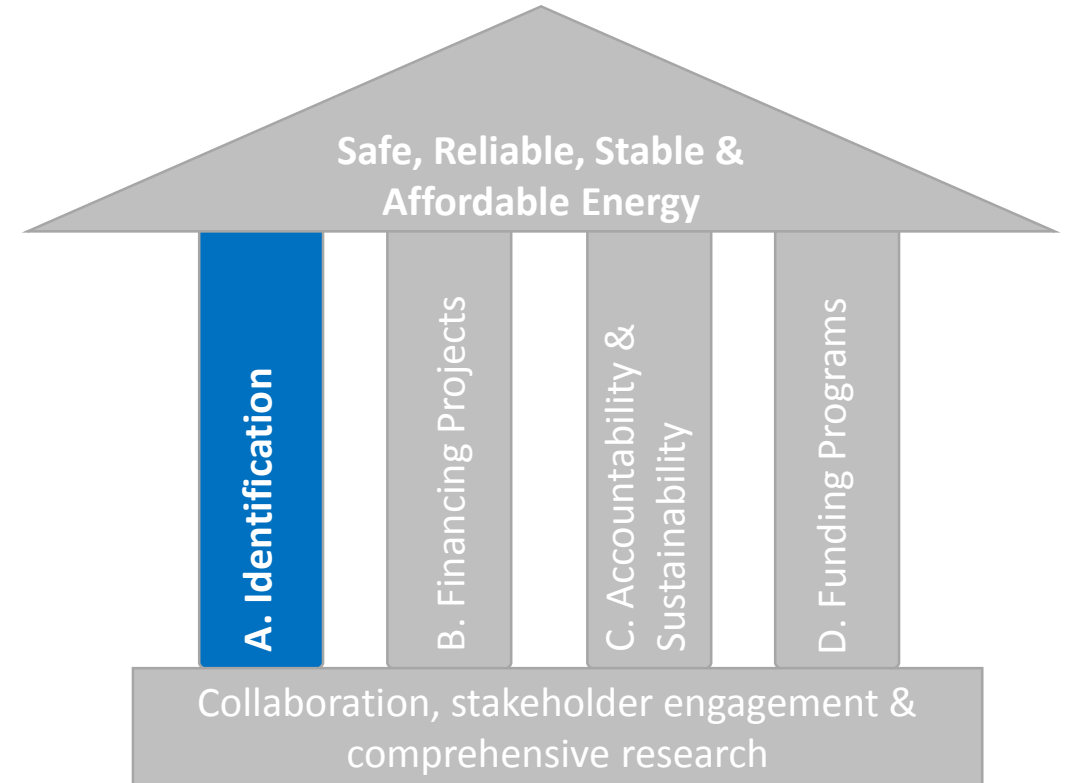 Safe, Reliable, Stable &
Affordable Energy
A. Identification
B. Financing Projects
C. Accountability &
Sustainability
D. Funding Programs
Collaboration, stakeholder engagement &
comprehensive research